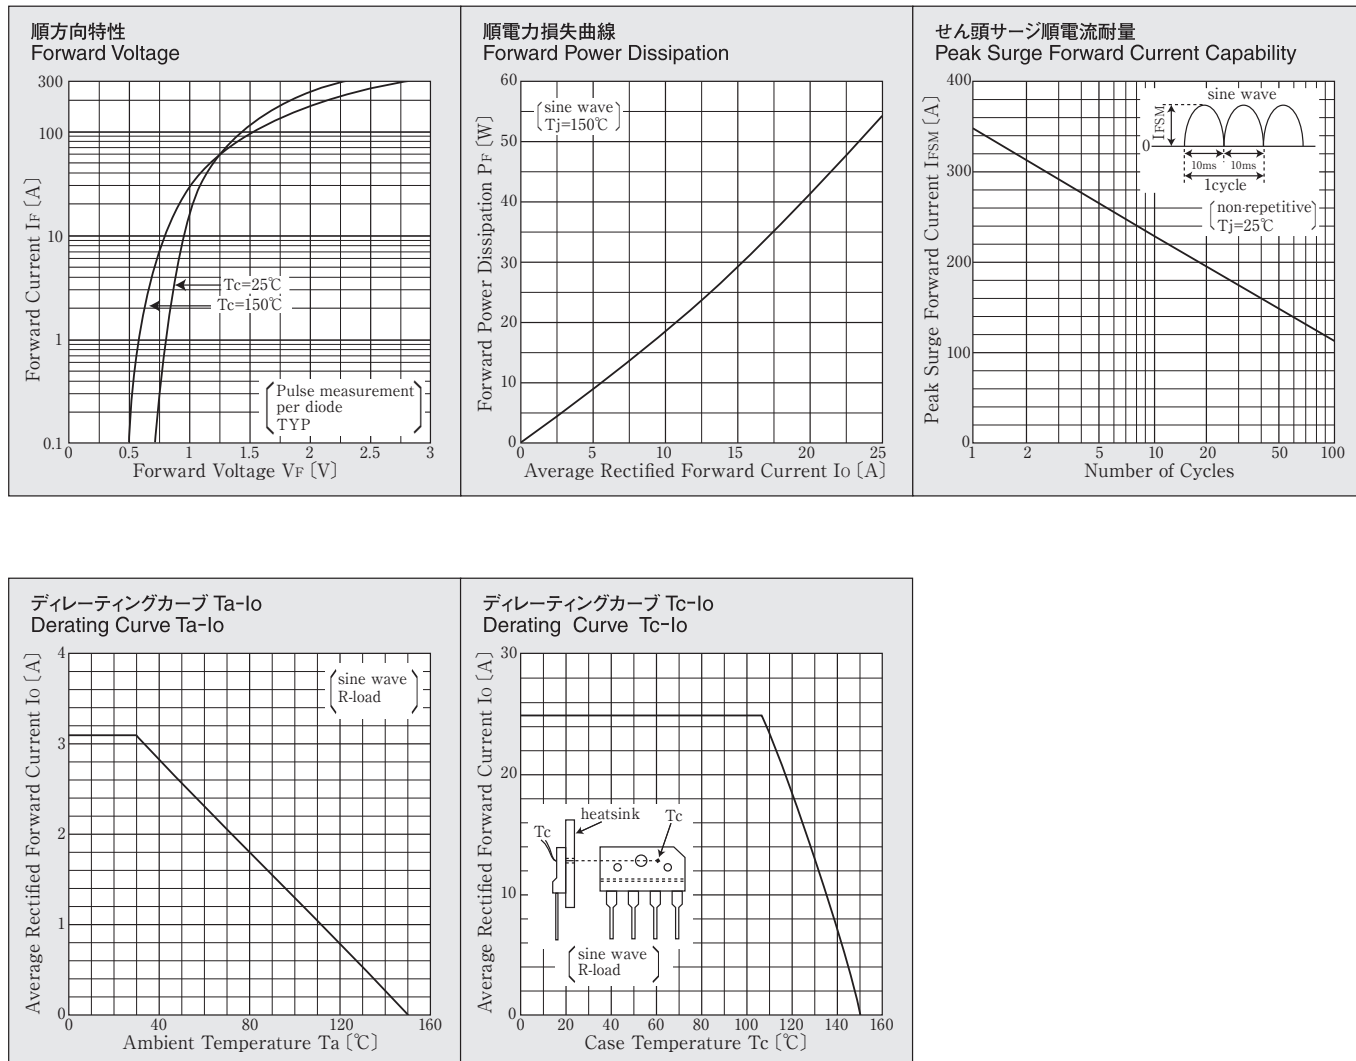 順方向特性
Forward Voltage
300
100
10
1
0.1
Forward Current IF〔A〕
Tc=25℃
Tc=150℃
Pulse measurement
per diode
TYP
0 0.5 1 1.5 2 2.5 3
Forward Voltage VF〔V〕
順電力損失曲線
Forward Power Dissipation
60
50
40
30
20
10
0
Forward Power Dissipation PF〔W〕
sine wave
Tj=150℃
0 5 10 15 20 25
Average Rectified Forward Current IO〔A〕
せん頭サージ順電流耐量
Peak Surge Forward Current Capability
400
300
200
100
0
Peak Surge Forward Current IFSM〔A〕
sine wave
IFSM
0
10ms 10ms
1cycle
non-repetitive
Tj=25℃
1 2 5 10 20 50 100
Number of Cycles
ディレーティングカーブ Ta-Io
Derating Curve Ta-Io
4
3
2
1
0
Average Rectified Forward Current IO〔A〕
sine wave
R-load
0 40 80 120 160
Ambient Temperature Ta〔℃〕
ディレーティングカーブ Tc-Io
Derating Curve Tc-Io
30
20
10
0
Average Rectified Forward Current IO〔A〕
heatsink
Tc
Tc
sine wave
R-load
0 20 40 60 80 100 120 140 160
Case Temperature Tc〔℃〕